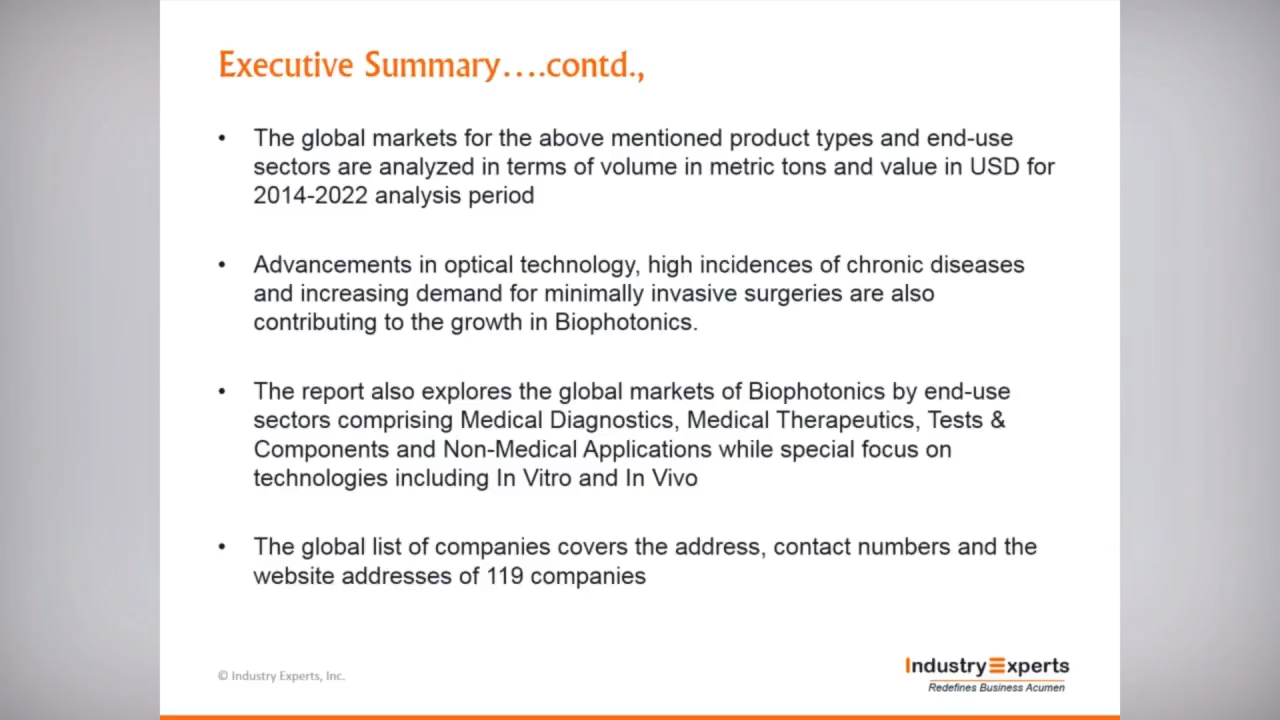 Executive Summary....contd.,
• The global markets for the above mentioned product types and end-use
sectors are analyzed in terms of volume in metric tons and value in USD for
2014-2022 analysis period
• Advancements in optical technology, high incidences of chronic diseases
and increasing demand for minimally invasive surgeries are also
contributing to the growth in Biophotonics.
• The report also explores the global markets of Biophotonics by end-use
sectors comprising Medical Diagnostics, Medical Therapeutics, Tests &
Components and Non-Medical Applications while special focus on
technologies including In Vitro and In Vivo
• The global list of companies covers the address, contact numbers and the
website addresses of 119 companies
© Industry Experts, Inc.
IndustryExperts
Redefines Business Acumen